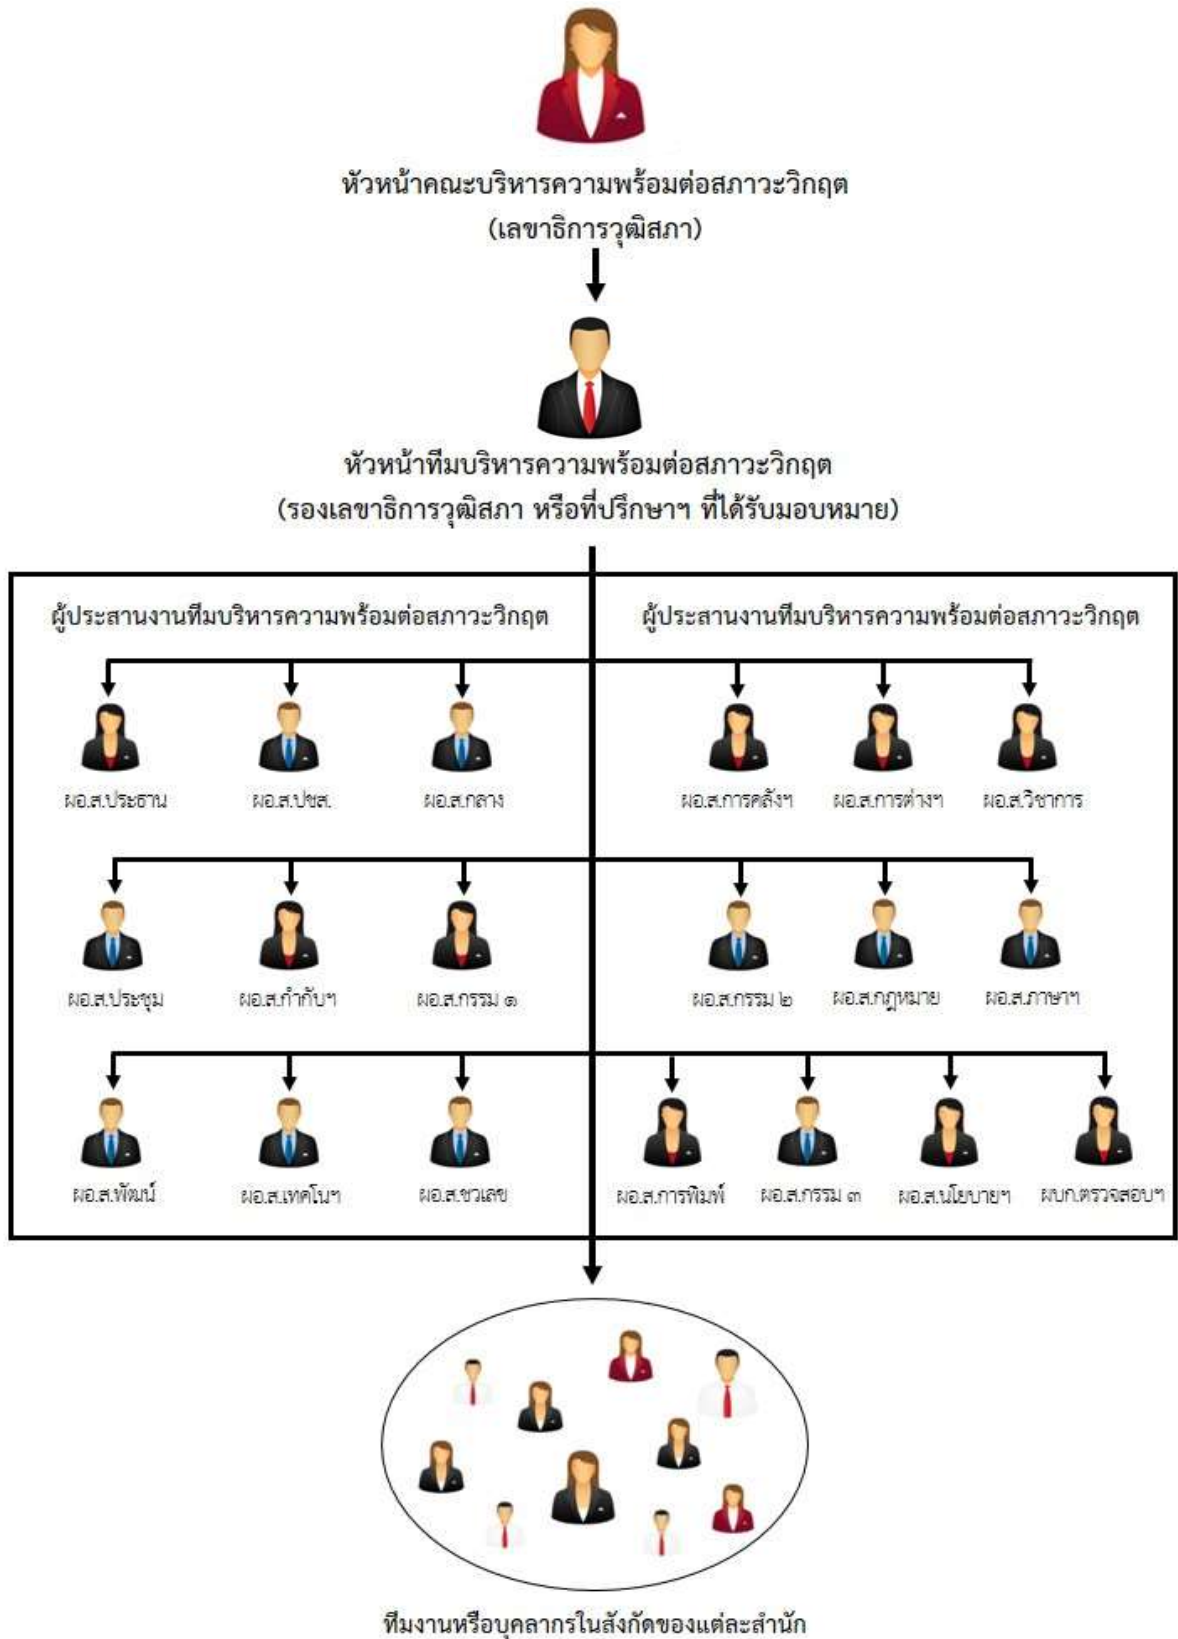 หัวหน้าคณะบริหารความพร้อมต่อสภาวะวิกฤต
(เลขาธิการวุฒิสภา)
หัวหน้าทีมบริหารความพร้อมต่อสภาวะวิกฤต
(รองเลขาธิการวุฒิสภา หรือที่ปรึกษาฯ ที่ได้รับมอบหมาย)
ผู้ประสานงานทีมบริหารความพร้อมต่อสภาวะวิกฤต
ผอ.ส.ประธาน ผอ.ส.ปชส. ผอ.ส.กลาง
ผอ.ส.ประชุม ผอ.ส.กำกับฯ ผอ.ส.กรรม ๑
ผอ.ส.พัฒน์ ผอ.ส.เทคโนฯ ผอ.ส.ชวเลข
ผู้ประสานงานทีมบริหารความพร้อมต่อสภาวะวิกฤต
ผอ.ส.การคลังฯ ผอ.ส.การต่างฯ ผอ.ส.วิชาการ
ผอ.ส.กรรม ๒ ผอ.ส.กฎหมาย ผอ.ส.ภาษาฯ
ผอ.ส.การพิมพ์ ผอ.ส.กรรม ๓ ผอ.ส.นโยบายฯ ผบก.ตรวจสอบฯ
ทีมงานหรือบุคลากรในสังกัดของแต่ละสำนัก